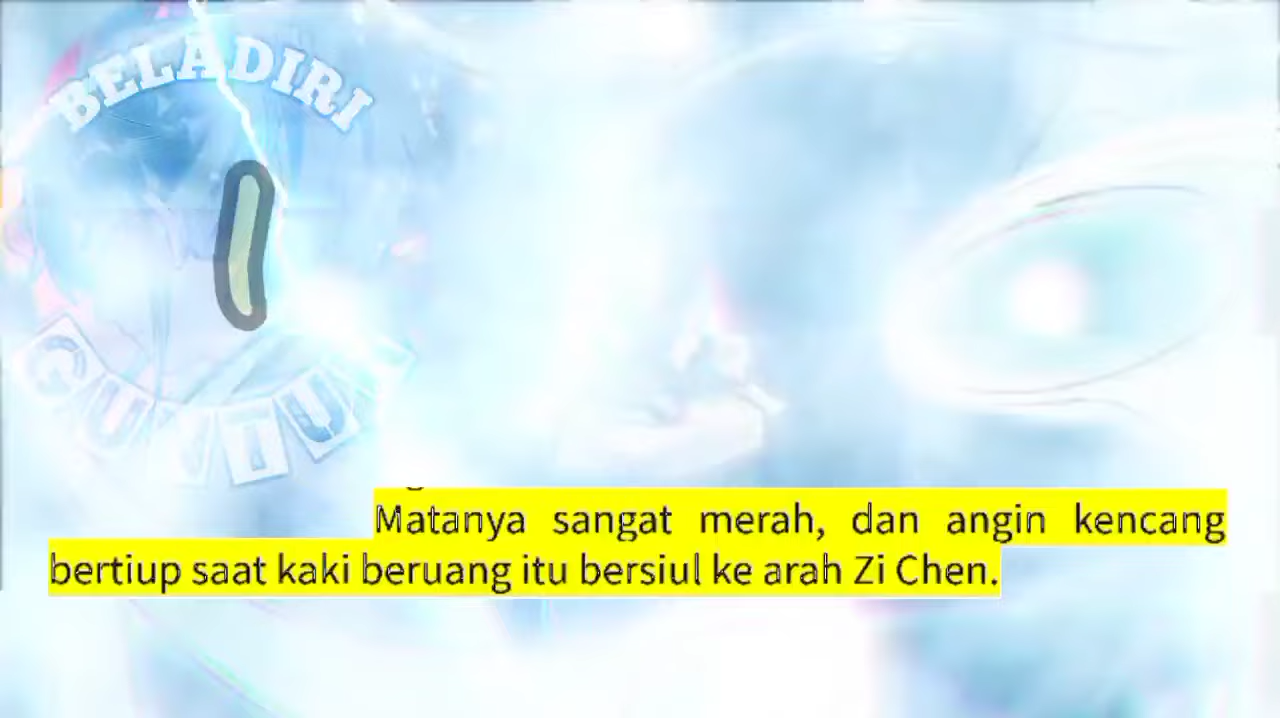 BELADIRI
Matanya sangat merah, dan angin kencang
bertiup saat kaki beruang itu bersiul ke arah Zi Chen.